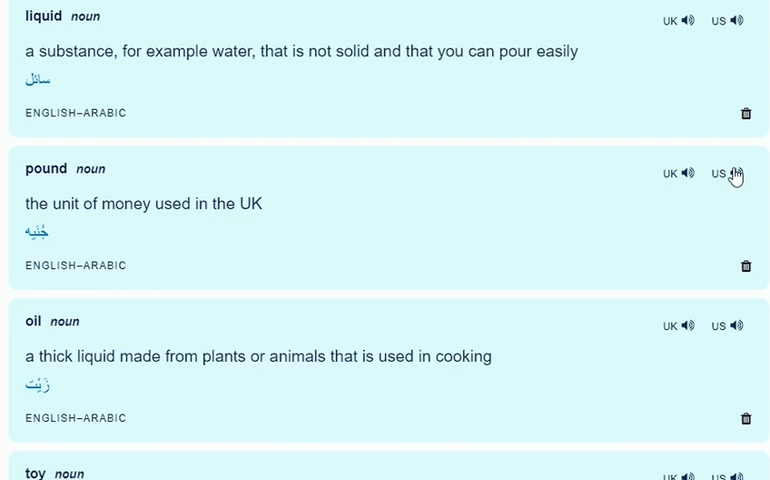 liquid noun UK US
a substance, for example water, that is not solid and that you can pour easily
سائل
ENGLISH–ARABIC
pound noun UK US
the unit of money used in the UK
جُنَيِه
ENGLISH–ARABIC
oil noun UK US
a thick liquid made from plants or animals that is used in cooking
زَيْت
ENGLISH–ARABIC
toy noun UK US